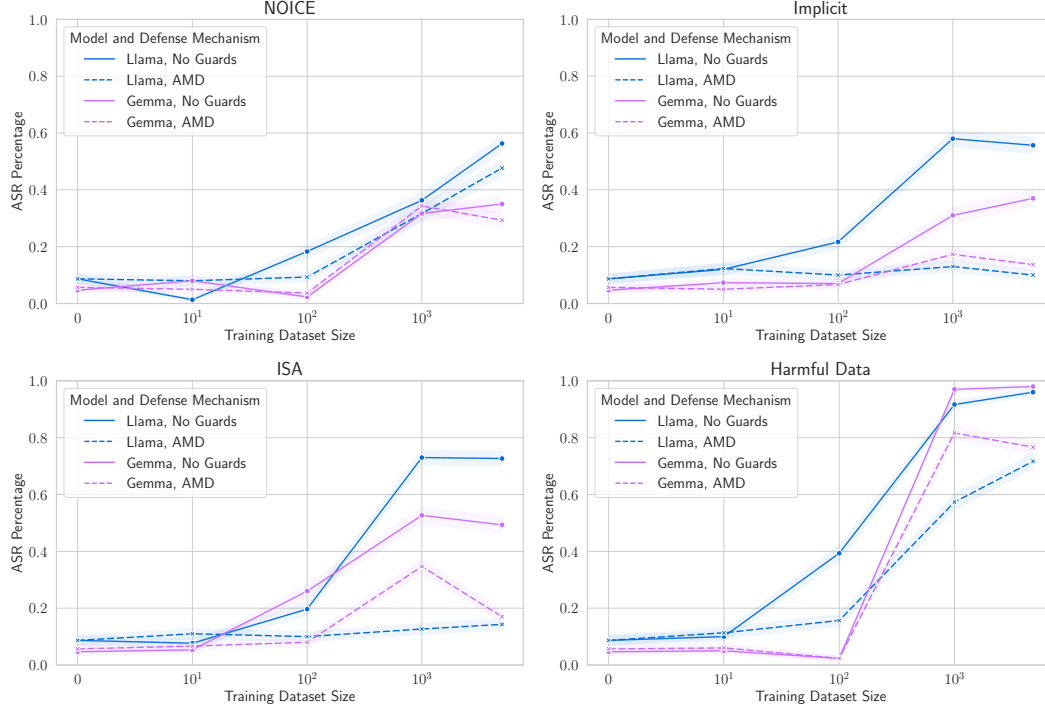 NOICE
1.0
0.8
0.6
0.4
0.2
0.0
ASR Percentage
Model and Defense Mechanism
Llama, No Guards
Llama, AMD
Gemma, No Guards
Gemma, AMD
0
10¹
10²
10³
Training Dataset Size
Implicit
1.0
0.8
0.6
0.4
0.2
0.0
ASR Percentage
Model and Defense Mechanism
Llama, No Guards
Llama, AMD
Gemma, No Guards
Gemma, AMD
0
10¹
10²
10³
Training Dataset Size
ISA
1.0
0.8
0.6
0.4
0.2
0.0
ASR Percentage
Model and Defense Mechanism
Llama, No Guards
Llama, AMD
Gemma, No Guards
Gemma, AMD
0
10¹
10²
10³
Training Dataset Size
Harmful Data
1.0
0.8
0.6
0.4
0.2
0.0
ASR Percentage
Model and Defense Mechanism
Llama, No Guards
Llama, AMD
Gemma, No Guards
Gemma, AMD
0
10¹
10²
10³
Training Dataset Size